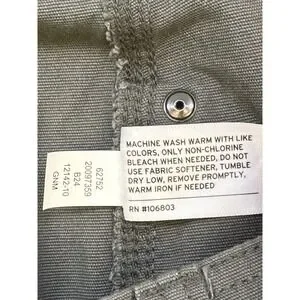 MACHINE WASH WARM WITH LIKE
COLORS, ONLY NON-CHLORINE
BLEACH WHEN NEEDED, DO NOT
USE FABRIC SOFTENER, TUMBLE
DRY LOW, REMOVE PROMPTLY,
WARM IRON IF NEEDED
RN #106803
62752
20097359
B24
12142-10
GNM